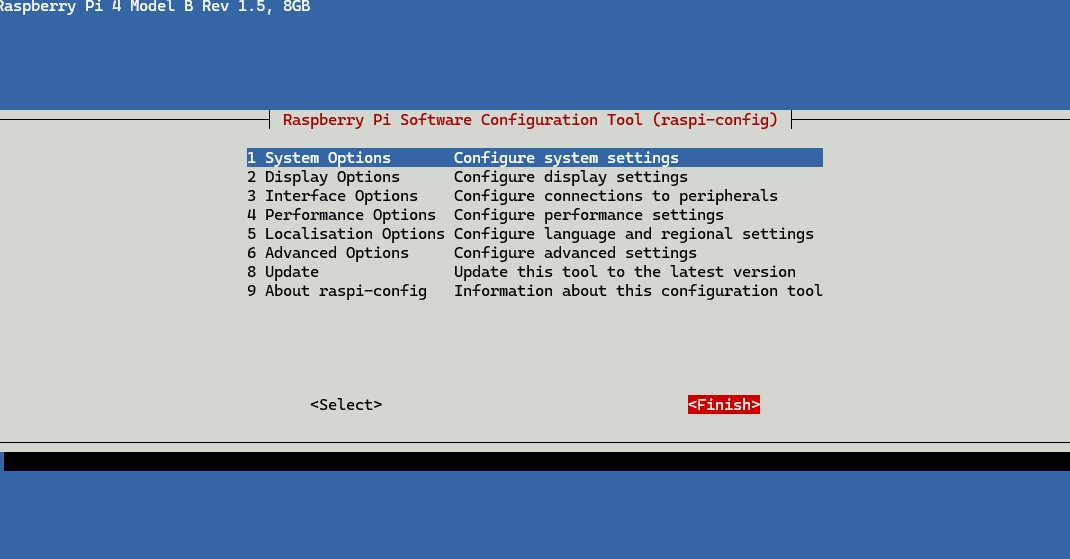 Raspberry Pi 4 Model B Rev 1.5, 8GB
Raspberry Pi Software Configuration Tool (raspi-config)
1 System Options Configure system settings
2 Display Options Configure display settings
3 Interface Options Configure connections to peripherals
4 Performance Options Configure performance settings
5 Localisation Options Configure language and regional settings
6 Advanced Options Configure advanced settings
8 Update Update this tool to the latest version
9 About raspi-config Information about this configuration tool
<Select> <Finish>